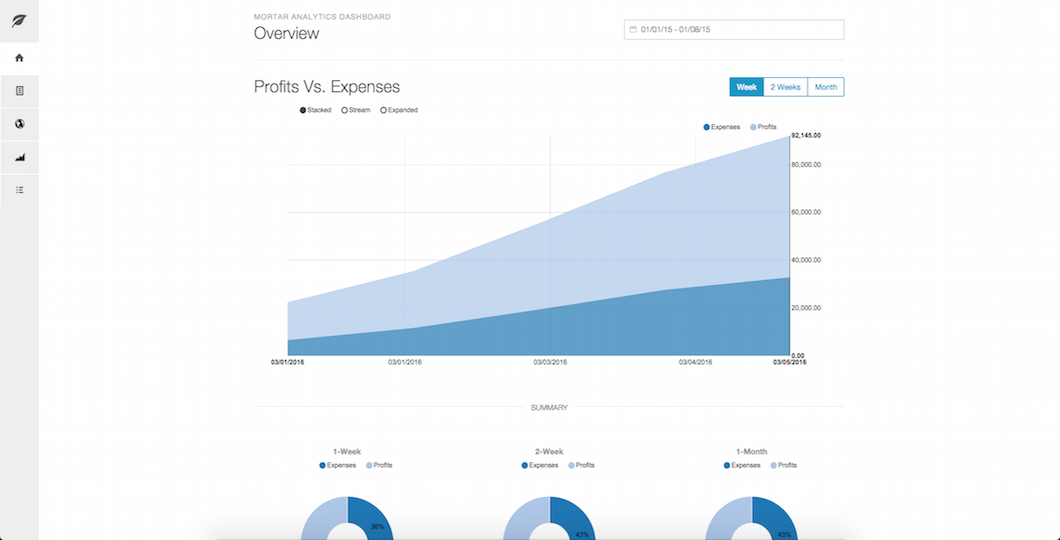 MORTAR ANALYTICS DASHBOARD
Overview
01/01/15 - 01/08/15
Profits Vs. Expenses
Week 2 Weeks Month
Stacked Stream Expanded
Expenses Profits
92,145.00
80,000.00
60,000.00
40,000.00
20,000.00
0.00
03/01/2016 03/01/2016 03/03/2016 03/04/2016 03/05/2016
SUMMARY
1-Week 2-Week 1-Month
Expenses Profits Expenses Profits Expenses Profits
36% 43% 43%